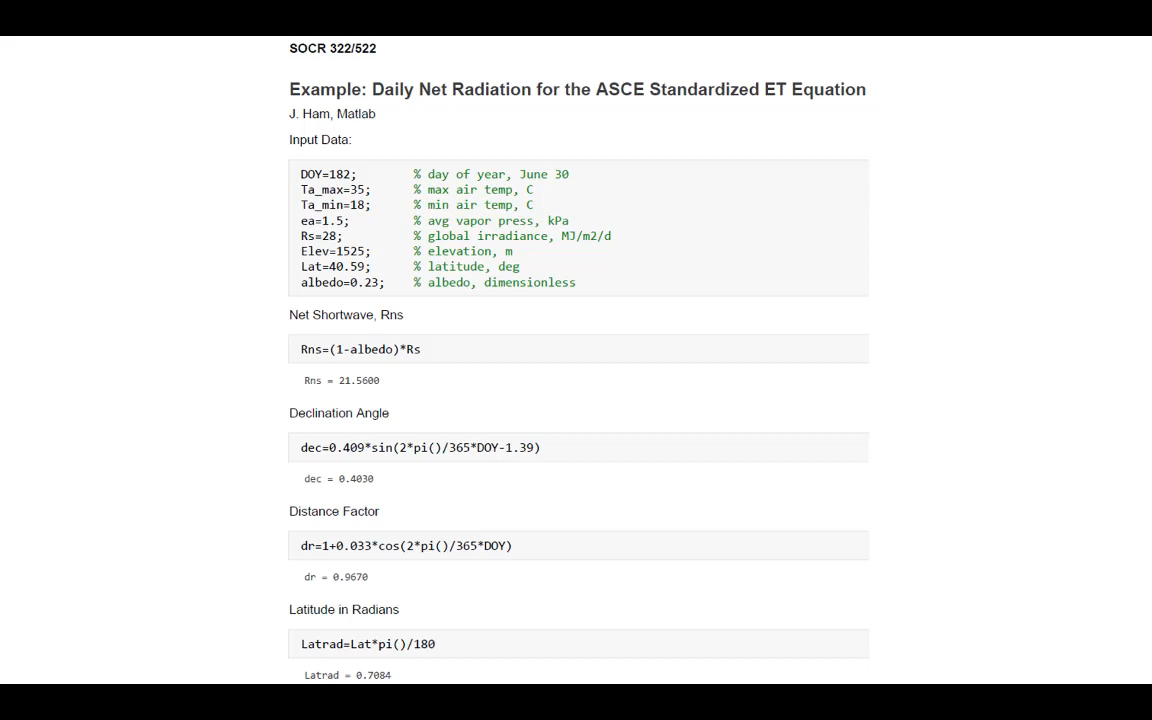 SOCR 322/522
Example: Daily Net Radiation for the ASCE Standardized ET Equation
J. Ham, Matlab
Input Data:
DOY=182; % day of year, June 30
Ta_max=35; % max air temp, C
Ta_min=18; % min air temp, C
ea=1.5; % avg vapor press, kPa
Rs=28; % global irradiance, MJ/m2/d
Elev=1525; % elevation, m
Lat=40.59; % latitude, deg
albedo=0.23; % albedo, dimensionless
Net Shortwave, Rns
Rns=(1-albedo)*Rs
Rns = 21.5600
Declination Angle
dec=0.409*sin(2*pi()/365*DOY-1.39)
dec = 0.4030
Distance Factor
dr=1+0.033*cos(2*pi()/365*DOY)
dr = 0.9670
Latitude in Radians
Latrad=Lat*pi()/180
Latrad = 0.7084